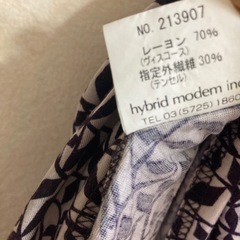 NO. 213907
レーヨン 70%
(ヴィスコース)
指定外繊維 30%
(テンセル)
hybrid modem inc
TEL 03(5725)1860